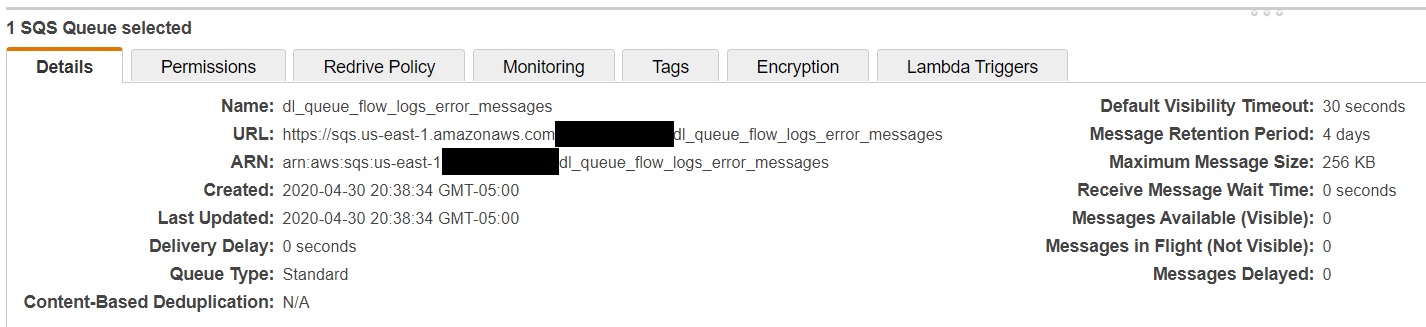 1 SQS Queue selected
Details Permissions Redrive Policy Monitoring Tags Encryption Lambda Triggers
Name: dl_queue_flow_logs_error_messages
URL: https://sqs.us-east-1.amazonaws.com dl_queue_flow_logs_error_messages
ARN: arn:aws:sqs:us-east-1 dl_queue_flow_logs_error_messages
Created: 2020-04-30 20:38:34 GMT-05:00
Last Updated: 2020-04-30 20:38:34 GMT-05:00
Delivery Delay: 0 seconds
Queue Type: Standard
Content-Based Deduplication: N/A
Default Visibility Timeout: 30 seconds
Message Retention Period: 4 days
Maximum Message Size: 256 KB
Receive Message Wait Time: 0 seconds
Messages Available (Visible): 0
Messages in Flight (Not Visible): 0
Messages Delayed: 0